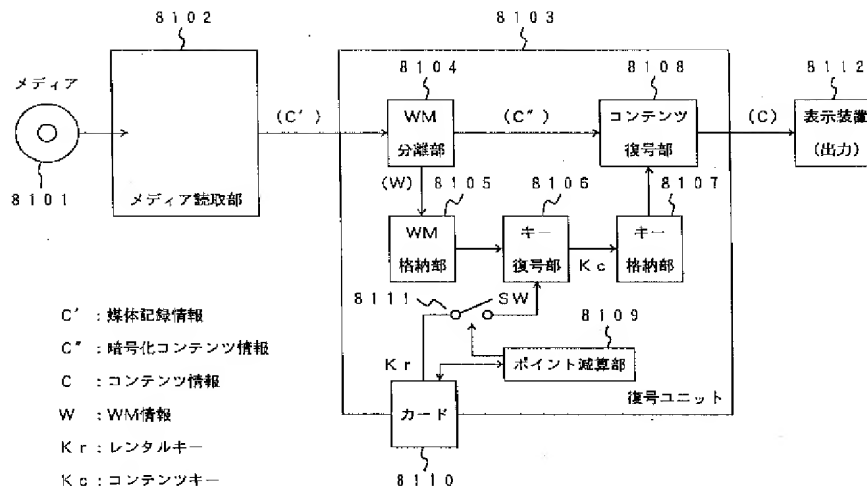 8102
8103
8104
8108
8112
メディア
(C')
WM
分離部
(C")
コンテンツ
復号部
(C)
表示装置
(出力)
8101
メディア読取部
(W)
8105
8106
8107
WM
格納部
キー
復号部
Kc
キー
格納部
8111
SW
8109
C' :媒体記録情報
C" :暗号化コンテンツ情報
C :コンテンツ情報
W :WM情報
Kr :レンタルキー
Kc :コンテンツキー
Kr
ポイント減算部
復号ユニット
カード
8110